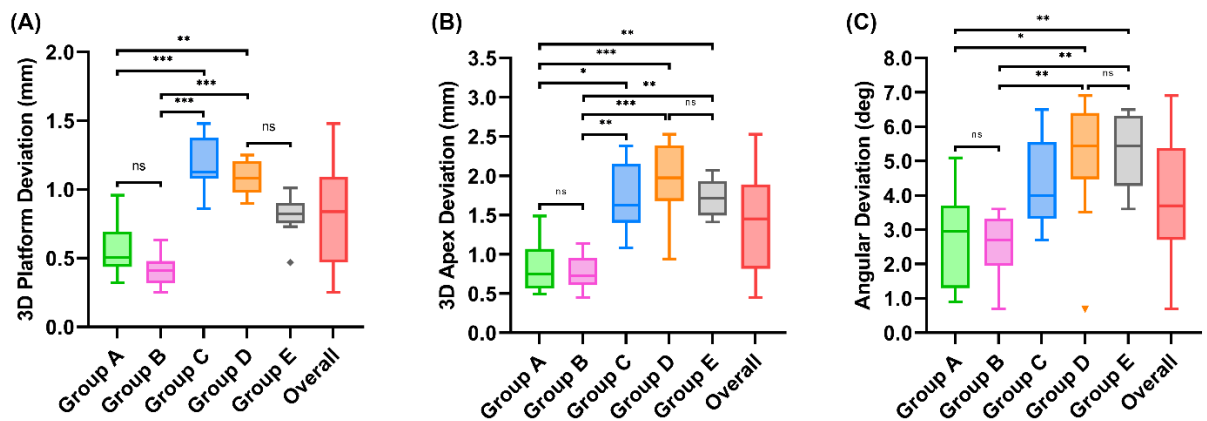 (A)
3D Platform Deviation (mm)
2.0
1.5
1.0
0.5
0.0
**
***
***
***
ns
ns
Group A
Group B
Group C
Group D
Group E
Overall
(B)
3D Apex Deviation (mm)
3.5
3.0
2.5
2.0
1.5
1.0
0.5
0.0
**
***
*
**
***
ns
**
ns
Group A
Group B
Group C
Group D
Group E
Overall
(C)
Angular Deviation (deg)
8.0
7.0
6.0
5.0
4.0
3.0
2.0
1.0
0.0
**
*
**
**
ns
ns
Group A
Group B
Group C
Group D
Group E
Overall